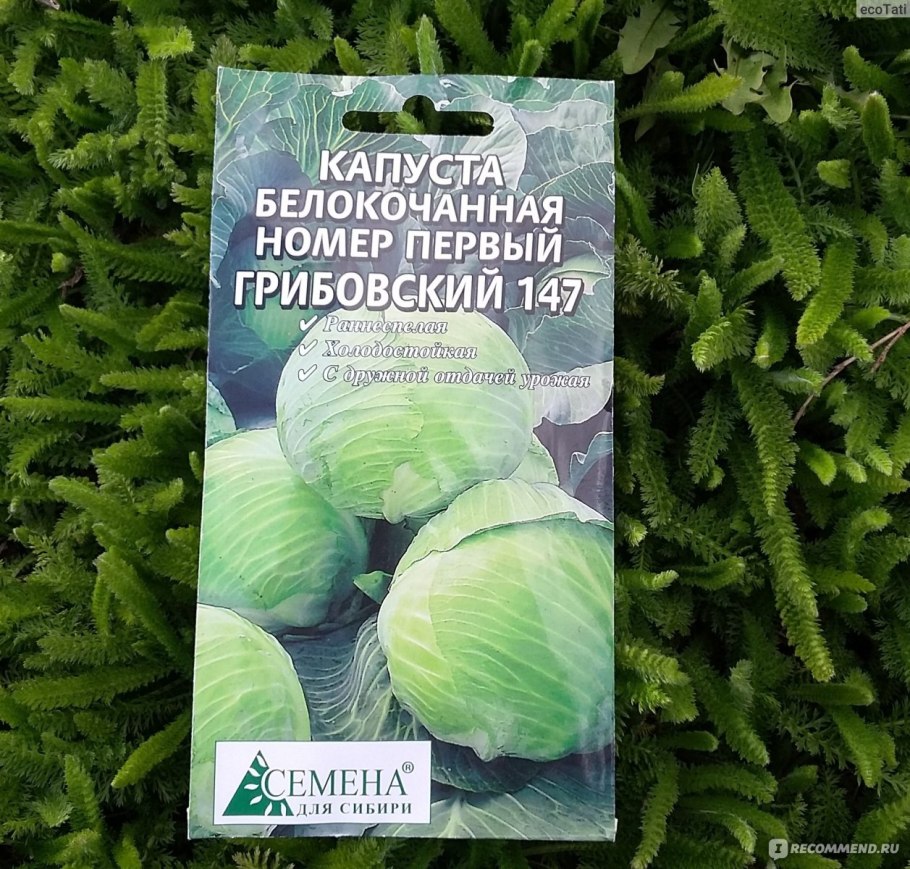 ecoTati
КАПУСТА
БЕЛОКОЧАННАЯ
НОМЕР ПЕРВЫЙ
ГРИБОВСКИЙ 147
✓ Раннеспелая
✓ Холодостойкая
✓ С дружной отдачей урожая
СЕМЕНА®
ДЛЯ СИБИРИ
IRECOMMEND.RU